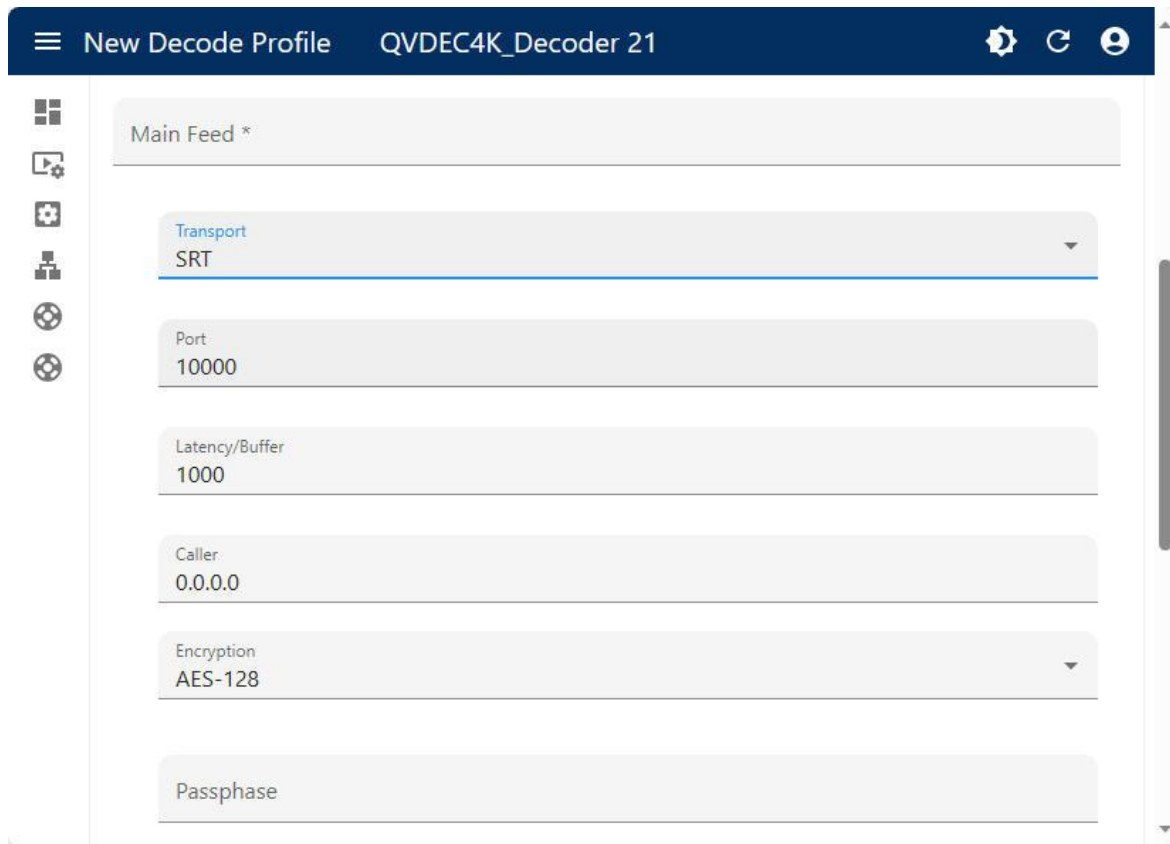 New Decode Profile QVDEC4K_Decoder 21
Main Feed *
Transport
SRT
Port
10000
Latency/Buffer
1000
Caller
0.0.0.0
Encryption
AES-128
Passphase